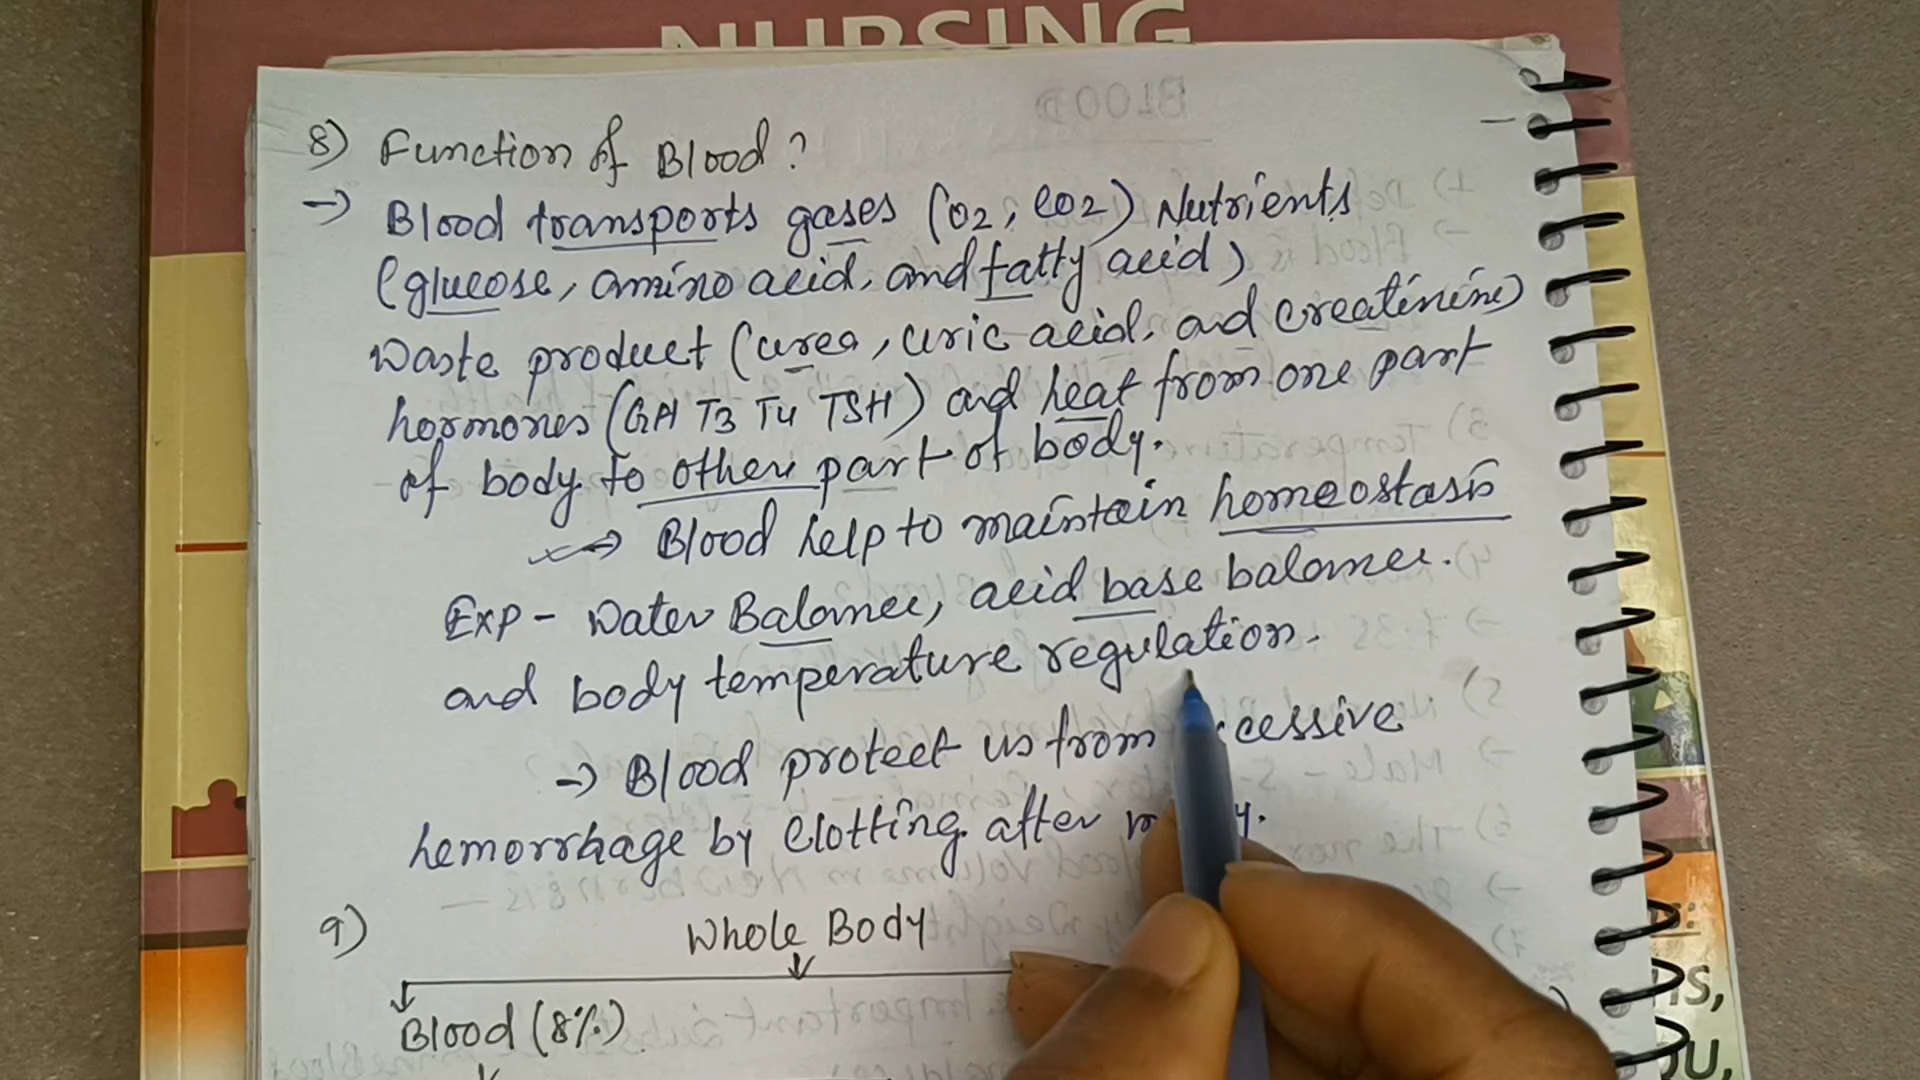 NURSING
8) Function of Blood?
→ Blood transports gases (O2, CO2) Nutrients
(glucose, amino acid, and fatty acid)
Waste product (urea, uric acid, and creatinine)
hormones (GH T3 T4 TSH) and heat from one part
of body to other part of body.
→ Blood help to maintain homeostasis
Exp - Water Balance, acid base balance.
and body temperature regulation.
→ Blood protect us from cessive
hemorrhage by clotting after
9) Whole Body
Blood (8%)